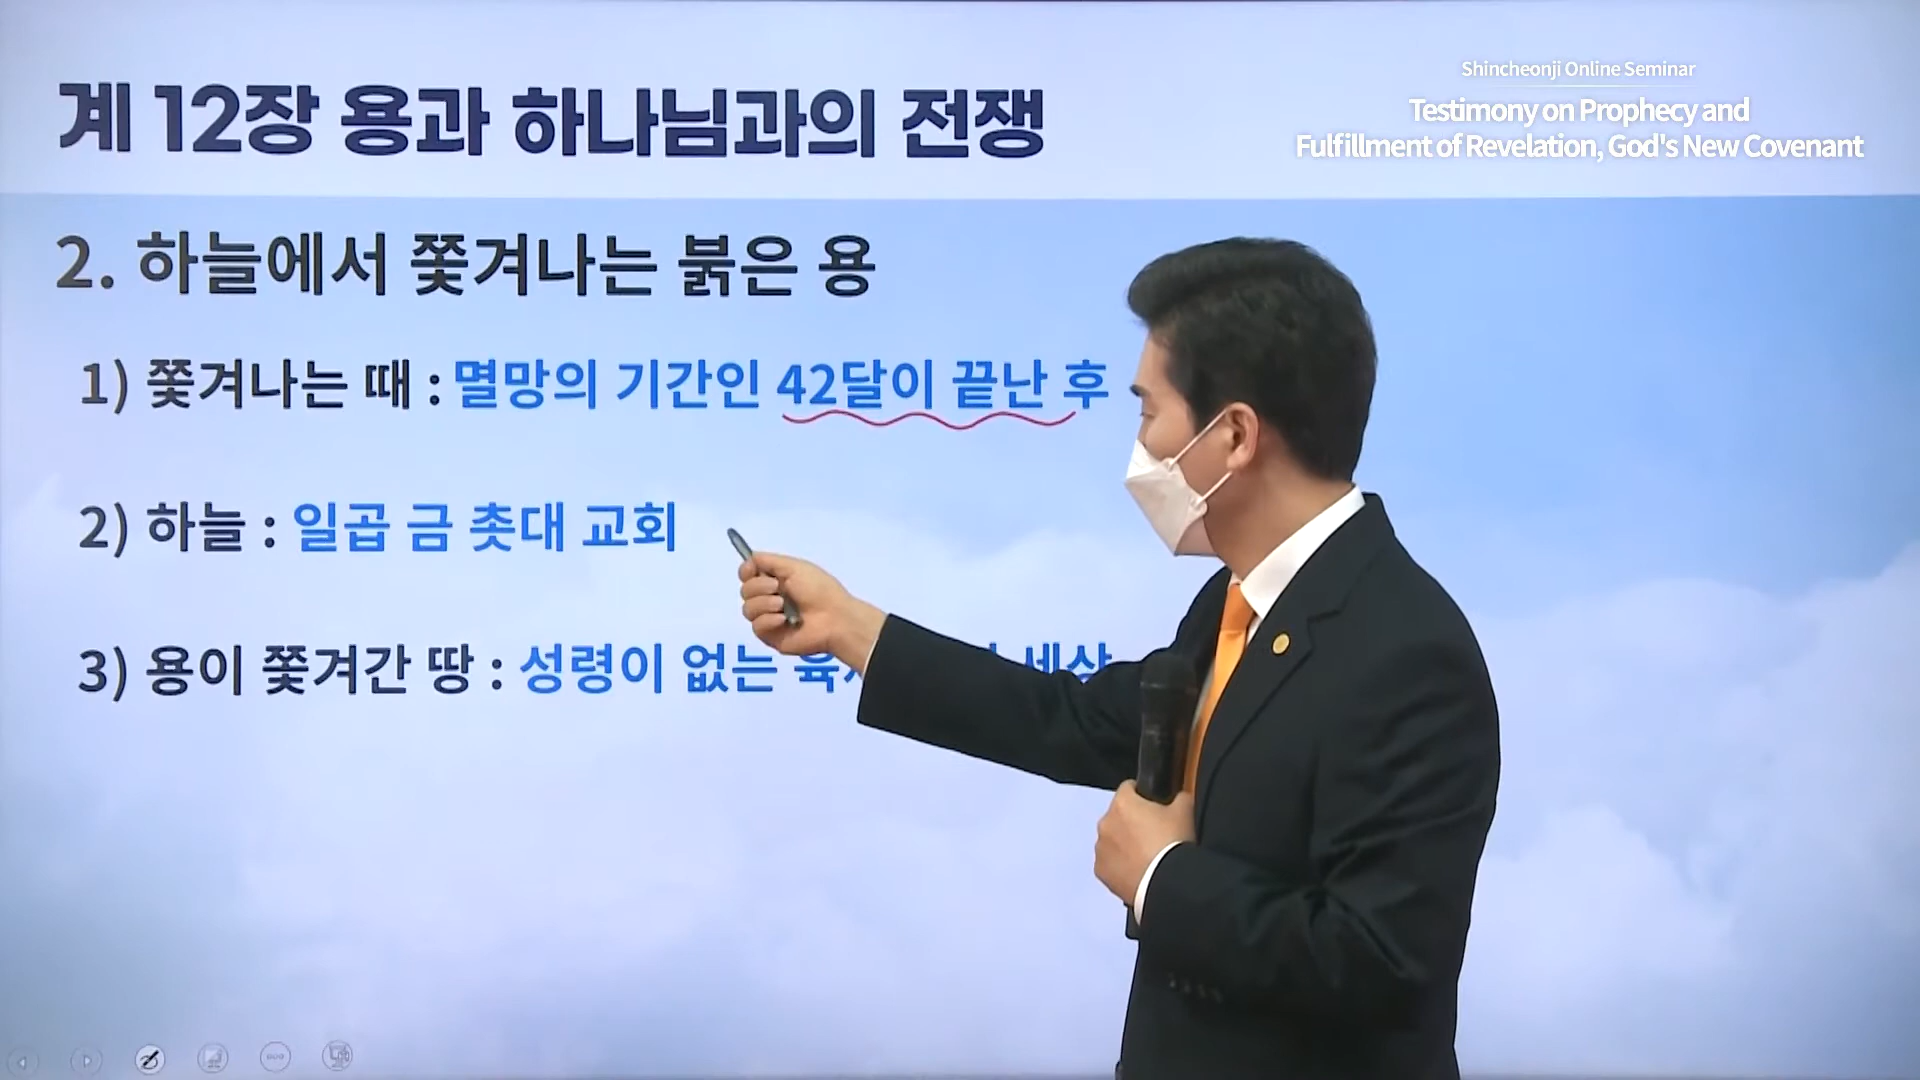 계 12장 용과 하나님과의 전쟁
Shincheonji Online Seminar
Testimony on Prophecy and
Fulfillment of Revelation, God's New Covenant
2. 하늘에서 쫓겨나는 붉은 용
1) 쫓겨나는 때 : 멸망의 기간인 42달이 끝난 후
2) 하늘 : 일곱 금 촛대 교회
3) 용이 쫓겨간 땅 : 성령이 없는 세상